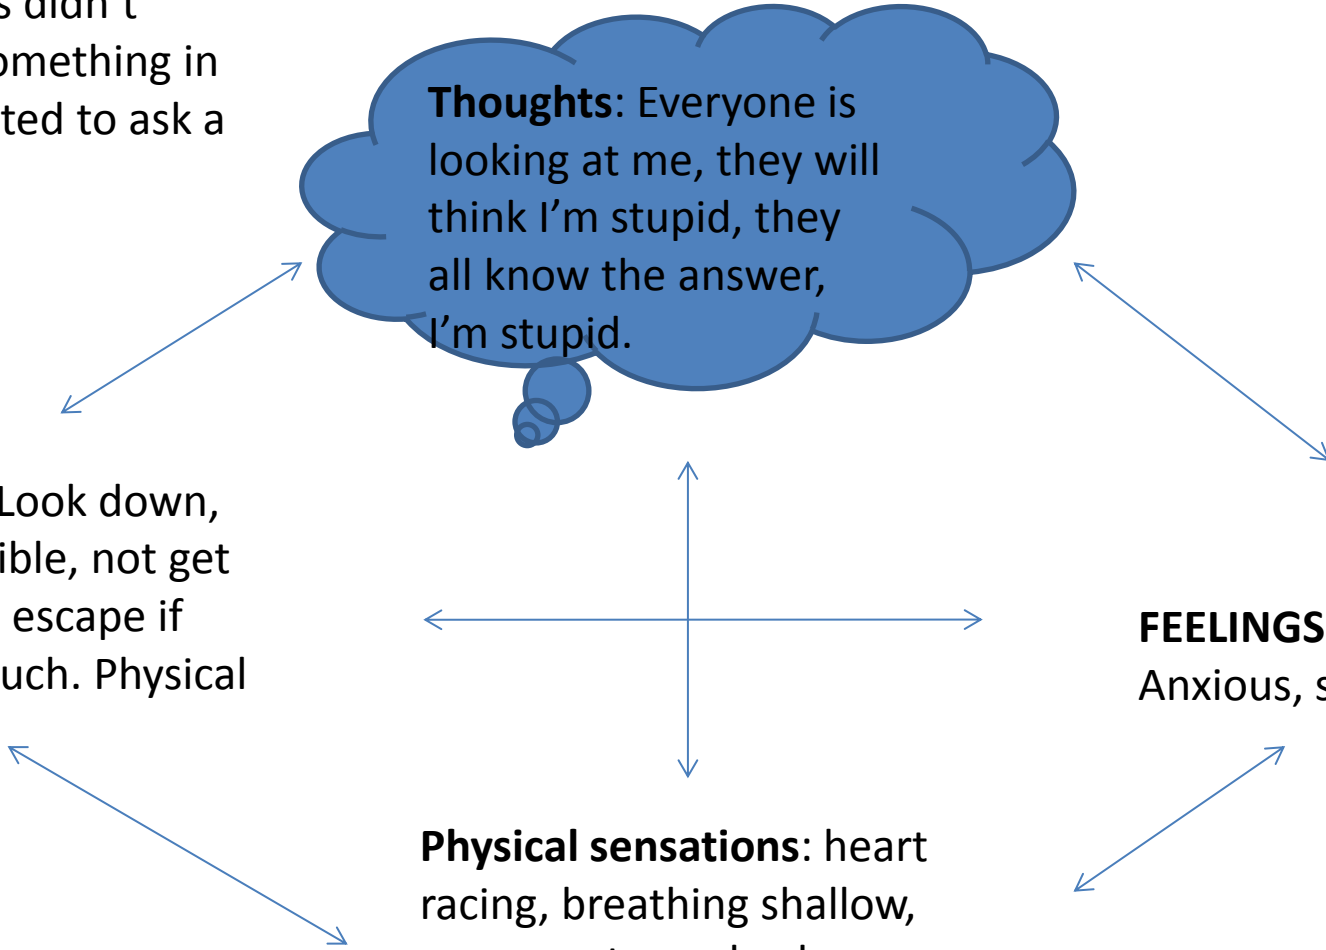 s didn't
omething in
ted to ask a
Thoughts: Everyone is
looking at me, they will
think I'm stupid, they
all know the answer,
I'm stupid.
Look down,
ible, not get
escape if
uch. Physical
FEELINGS
Anxious, s
Physical sensations: heart
racing, breathing shallow,